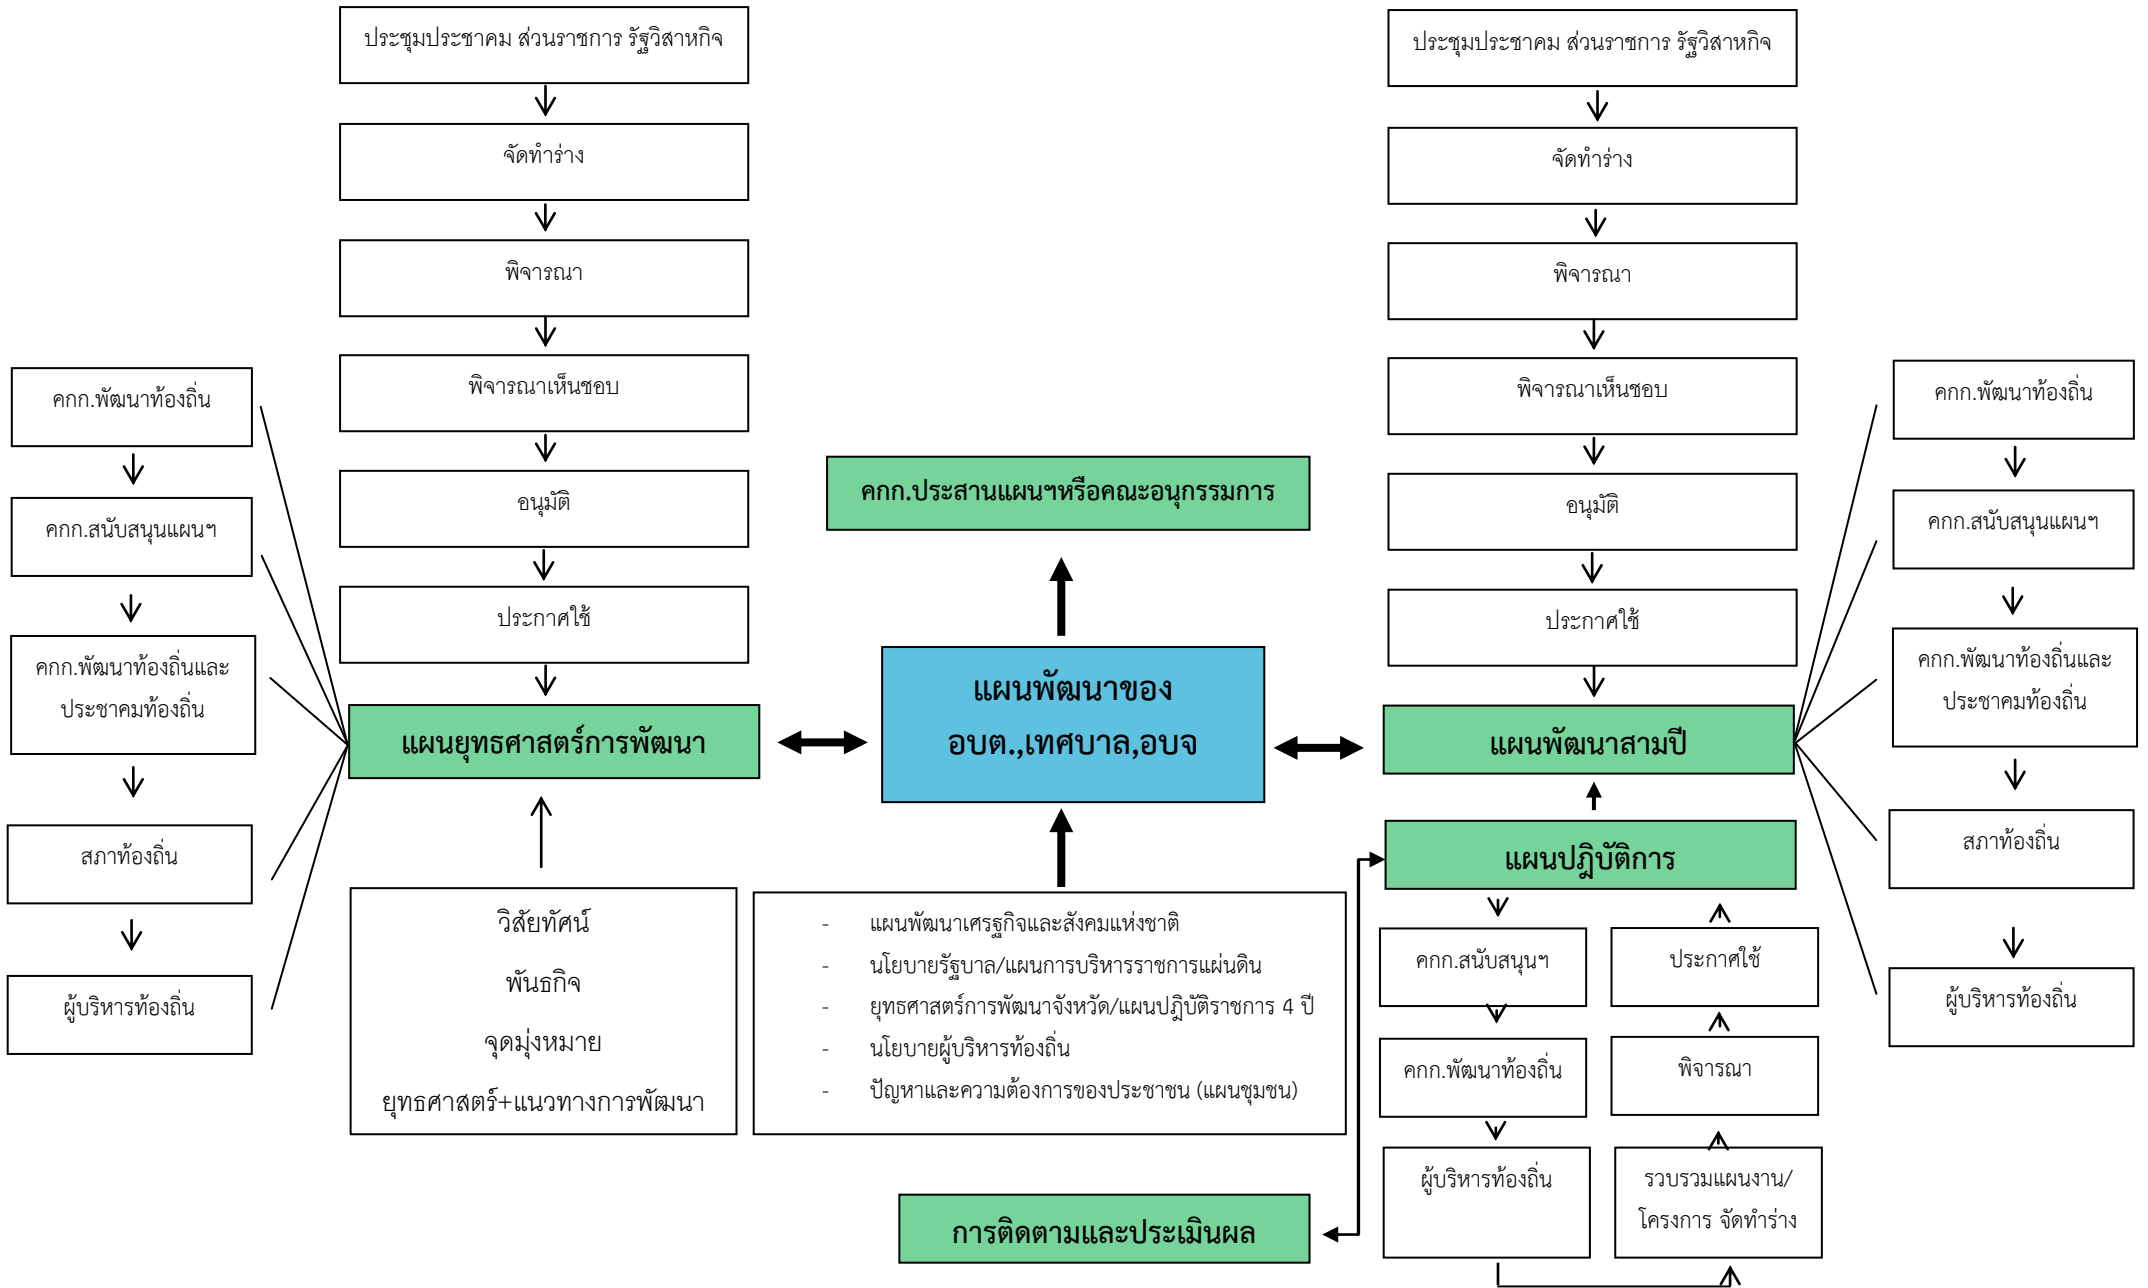 ประชุมประชาคม ส่วนราชการ รัฐวิสาหกิจ
จัดทำร่าง
พิจารณา
พิจารณาเห็นชอบ
อนุมัติ
ประกาศใช้
แผนยุทธศาสตร์การพัฒนา
คกก.พัฒนาท้องถิ่น
คกก.สนับสนุนแผนฯ
คกก.พัฒนาท้องถิ่นและ
ประชาคมท้องถิ่น
สภาท้องถิ่น
ผู้บริหารท้องถิ่น
วิสัยทัศน์
พันธกิจ
จุดมุ่งหมาย
ยุทธศาสตร์+แนวทางการพัฒนา
คกก.ประสานแผนฯหรือคณะอนุกรรมการ
แผนพัฒนาของ
อบต.,เทศบาล,อบจ
- แผนพัฒนาเศรฐกิจและสังคมแห่งชาติ
- นโยบายรัฐบาล/แผนการบริหารราชการแผ่นดิน
- ยุทธศาสตร์การพัฒนาจังหวัด/แผนปฎิบัติราชการ 4 ปี
- นโยบายผู้บริหารท้องถิ่น
- ปัญหาและความต้องการของประชาชน (แผนชุมชน)
การติดตามและประเมินผล
ประชุมประชาคม ส่วนราชการ รัฐวิสาหกิจ
จัดทำร่าง
พิจารณา
พิจารณาเห็นชอบ
อนุมัติ
ประกาศใช้
แผนพัฒนาสามปี
แผนปฎิบัติการ
คกก.สนับสนุนฯ
คกก.พัฒนาท้องถิ่น
ผู้บริหารท้องถิ่น
ประกาศใช้
พิจารณา
รวบรวมแผนงาน/
โครงการ จัดทำร่าง
คกก.พัฒนาท้องถิ่น
คกก.สนับสนุนแผนฯ
คกก.พัฒนาท้องถิ่นและ
ประชาคมท้องถิ่น
สภาท้องถิ่น
ผู้บริหารท้องถิ่น